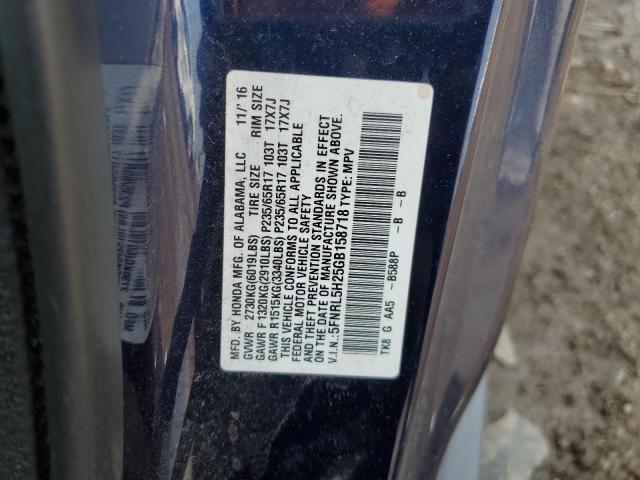 MFD. BY HONDA MFG. OF ALABAMA, LLC 11/'16
GVWR 2730KG(6019LBS) TIRE SIZE RIM SIZE
GAWR F 1320KG(2910LBS) P235/65R17 103T 17X7J
GAWR R1515KG(3340LBS) P235/65R17 103T 17X7J
THIS VEHICLE CONFORMS TO ALL APPLICABLE
FEDERAL MOTOR VEHICLE SAFETY
AND THEFT PREVENTION STANDARDS IN EFFECT
ON THE DATE OF MANUFACTURE SHOWN ABOVE.
V.I.N.:5FNRL5H25GB158718 TYPE: MPV
TK8 G AA5 -B588P -B -B